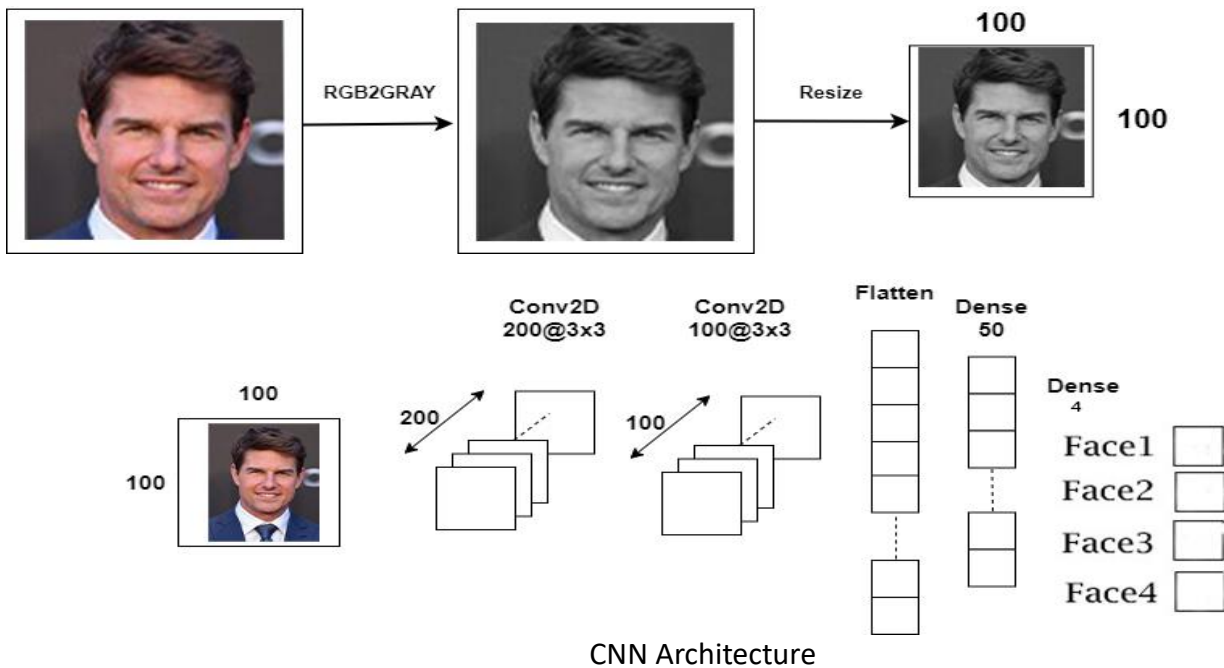 100
RGB2GRAY
Resize
100
Conv2D
200@3x3
Conv2D
100@3x3
Flatten
Dense
50
100
200
100
Dense
4
100
Face1
Face2
Face3
Face4
CNN Architecture